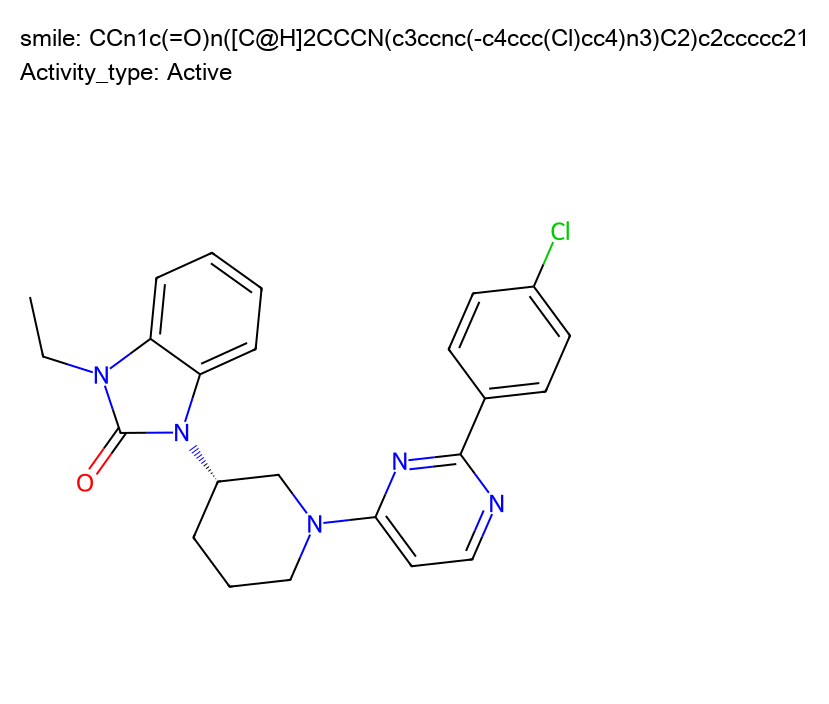 smile: CCn1c(=O)n([C@H]2CCCN(c3ccnc(-c4ccc(Cl)cc4)n3)C2)c2ccccc21
Activity_type: Active
Cl
N
N
N
O
N
N